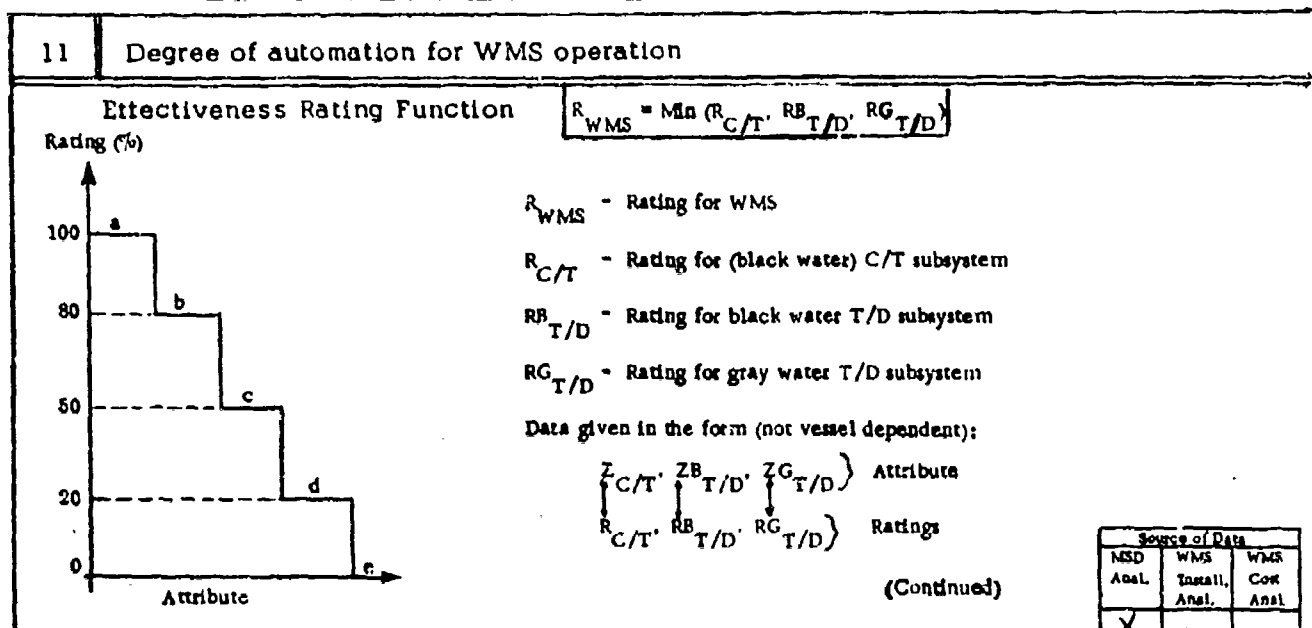 11 Degree of automation for WMS operation
Effectiveness Rating Function R_WMS = Min (R_C/T, RB_T/D, RG_T/D)
Rating (%)
a
100
b
80
c
50
d
20
e
0
Attribute
R_WMS - Rating for WMS
R_C/T - Rating for (black water) C/T subsystem
RB_T/D - Rating for black water T/D subsystem
RG_T/D - Rating for gray water T/D subsystem
Data given in the form (not vessel dependent):
Z_C/T, ZB_T/D, ZG_T/D } Attribute
R_C/T, RB_T/D, RG_T/D } Ratings
(Continued)
Source of Data
MSD Anal. WMS Install. Anal. WMS Cost Anal.